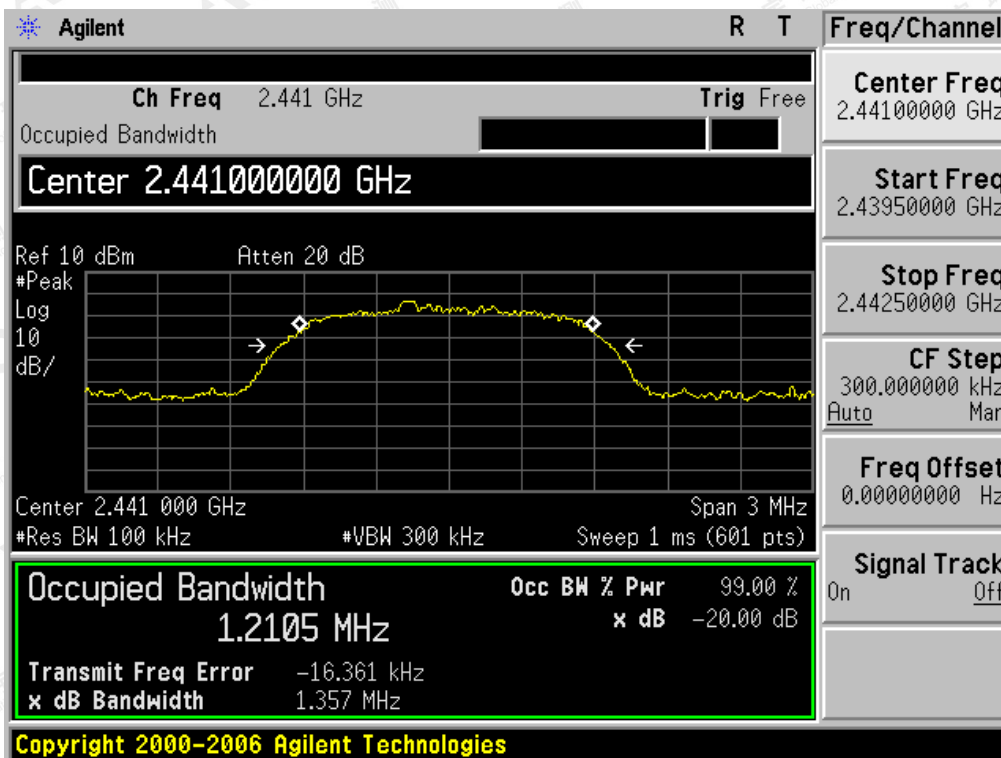 Agilent R T
Ch Freq 2.441 GHz Trig Free
Occupied Bandwidth
Center 2.441000000 GHz
Ref 10 dBm Atten 20 dB
#Peak
Log
10
dB/
Center 2.441 000 GHz Span 3 MHz
#Res BW 100 kHz #VBW 300 kHz Sweep 1 ms (601 pts)
Occupied Bandwidth Occ BW % Pwr 99.00 %
1.2105 MHz x dB -20.00 dB
Transmit Freq Error -16.361 kHz
x dB Bandwidth 1.357 MHz
Copyright 2000-2006 Agilent Technologies
Freq/Channel
Center Freq
2.44100000 GHz
Start Freq
2.43950000 GHz
Stop Freq
2.44250000 GHz
CF Step
300.000000 kHz
Auto Man
Freq Offset
0.00000000 Hz
Signal Track
On Off